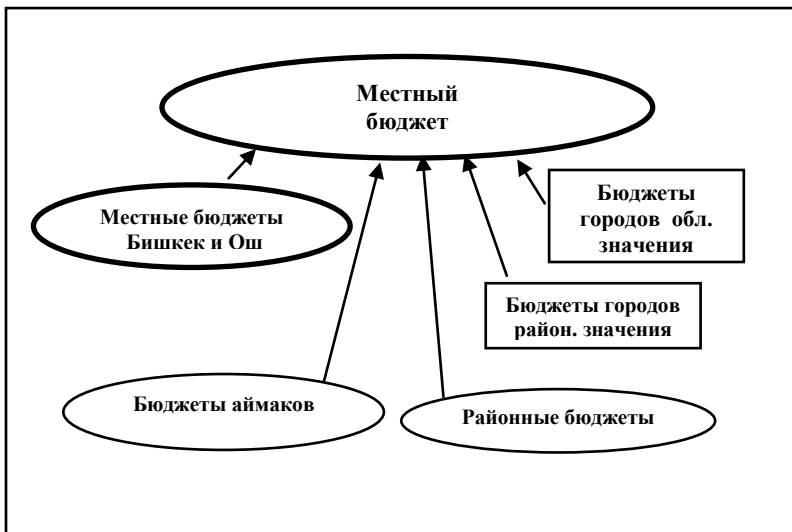 Местный
бюджет
Местные бюджеты
Бишкек и Ош
Бюджеты
городов обл.
значения
Бюджеты городов
район. значения
Бюджеты аймаков
Районные бюджеты